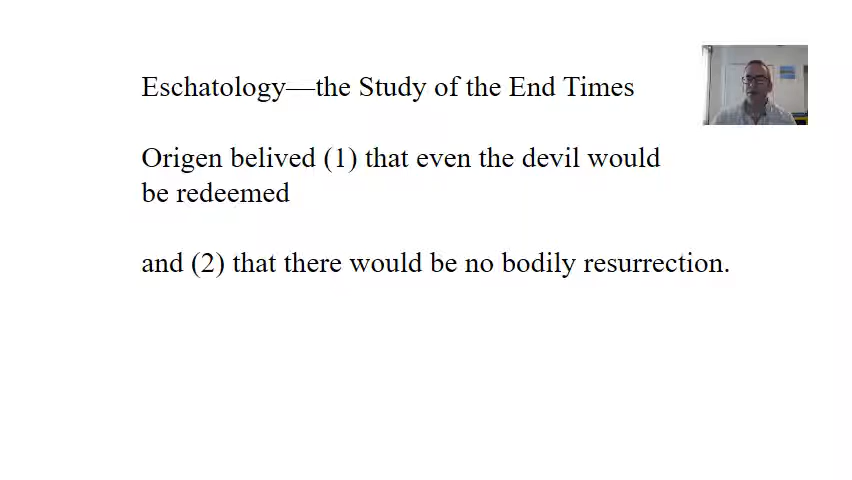 Eschatology—the Study of the End Times
Origen belived (1) that even the devil would
be redeemed
and (2) that there would be no bodily resurrection.